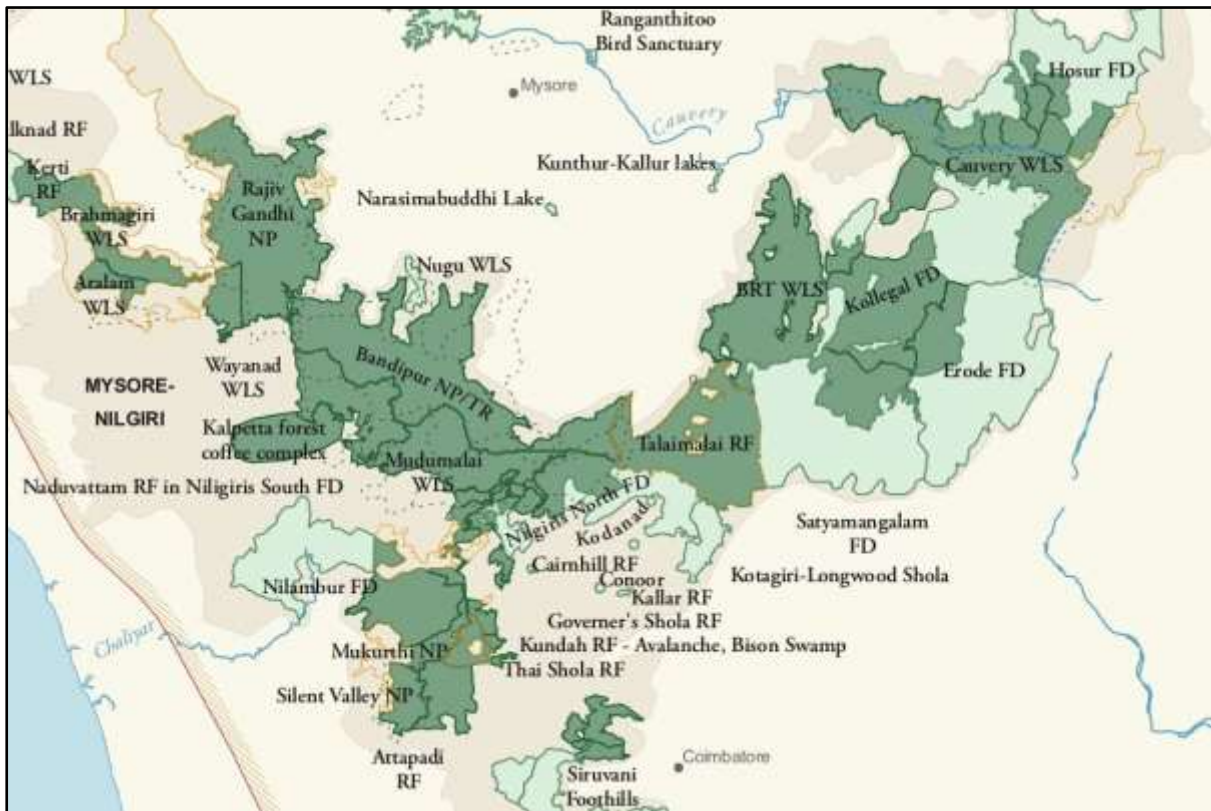 Ranganthitoo
Bird Sanctuary
Hosur FD
WLS
Mysore
Cauvery
lknad RF
Kerti
RF
Kunthur-Kallur lakes
Cauvery WLS
Rajiv
Gandhi
NP
Narasimabuddhi Lake
Brahmagiri
WLS
Nugu WLS
Aralam
WLS
BRT WLS
Kollegal FD
Wayanad
WLS
Bandipur NP/TR
Erode FD
MYSORE-
NILGIRI
Kalpetta forest
coffee complex
Talaimalai RF
Mudumalai
WLS
Naduvattam RF in Niligiris South FD
Nilgiris North FD
Kodanad
Satyamangalam
FD
Cairnhill RF
Kotagiri-Longwood Shola
Nilambur FD
Conoor
Kallar RF
Governer's Shola RF
Chaliyar
Mukurthi NP
Kundah RF - Avalanche, Bison Swamp
Thai Shola RF
Silent Valley NP
Attapadi
RF
Coimbatore
Siruvani
Foothills